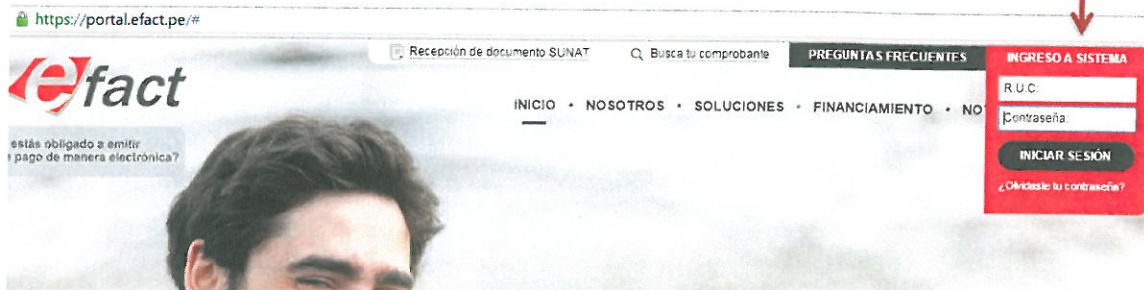 https://portal.efact.pe/#
Recepción de documento SUNAT
Busca tu comprobante
PREGUNTAS FRECUENTES
INGRESO A SISTEMA
efact
R.U.C:
INICIO • NOSOTROS • SOLUCIONES • FINANCIAMIENTO • NO
Contraseña:
estás obligado a emitir
pago de manera electrónica?
INICIAR SESIÓN
¿Olvidaste tu contraseña?